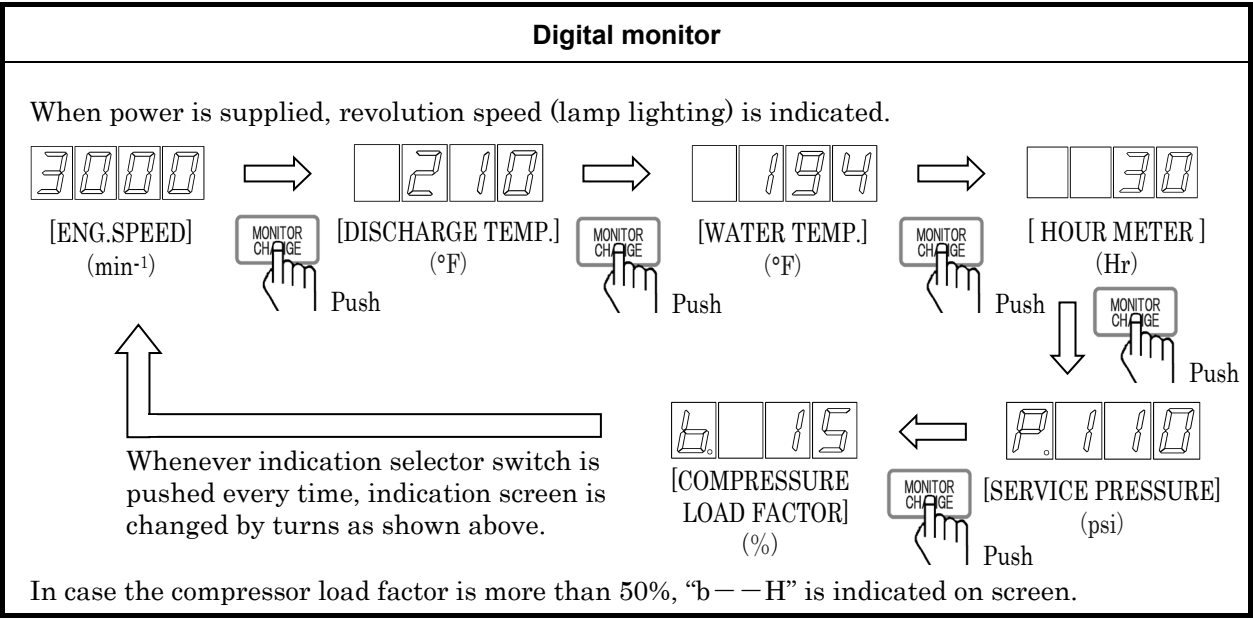 Digital monitor
When power is supplied, revolution speed (lamp lighting) is indicated.
3000
210
194
30
[ENG.SPEED]
(min-1)
MONITOR
CHANGE
Push
[DISCHARGE TEMP.]
(°F)
MONITOR
CHANGE
Push
[WATER TEMP.]
(°F)
MONITOR
CHANGE
Push
[ HOUR METER ]
(Hr)
MONITOR
CHANGE
Push
P.110
[SERVICE PRESSURE]
(psi)
MONITOR
CHANGE
Push
b. 15
[COMPRESSURE
LOAD FACTOR]
(%)
Whenever indication selector switch is
pushed every time, indication screen is
changed by turns as shown above.
In case the compressor load factor is more than 50%, “b－－H” is indicated on screen.